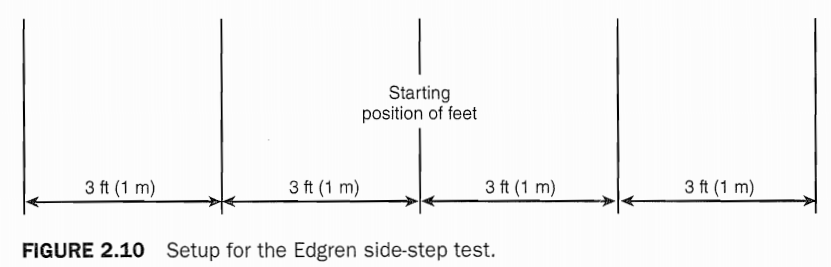 Starting
position of feet
3 ft (1 m) 3 ft (1 m) 3 ft (1 m) 3 ft (1 m)
FIGURE 2.10 Setup for the Edgren side-step test.